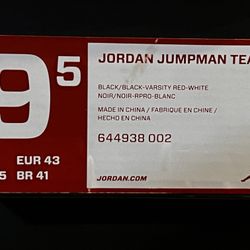 9 5
EUR 43
5 BR 41
JORDAN JUMPMAN TEA
BLACK/BLACK-VARSITY RED-WHITE
NOIR/NOIR-RPRO-BLANC
MADE IN CHINA / FABRIQUE EN CHINE /
HECHO EN CHINA
644938 002
JORDAN.COM